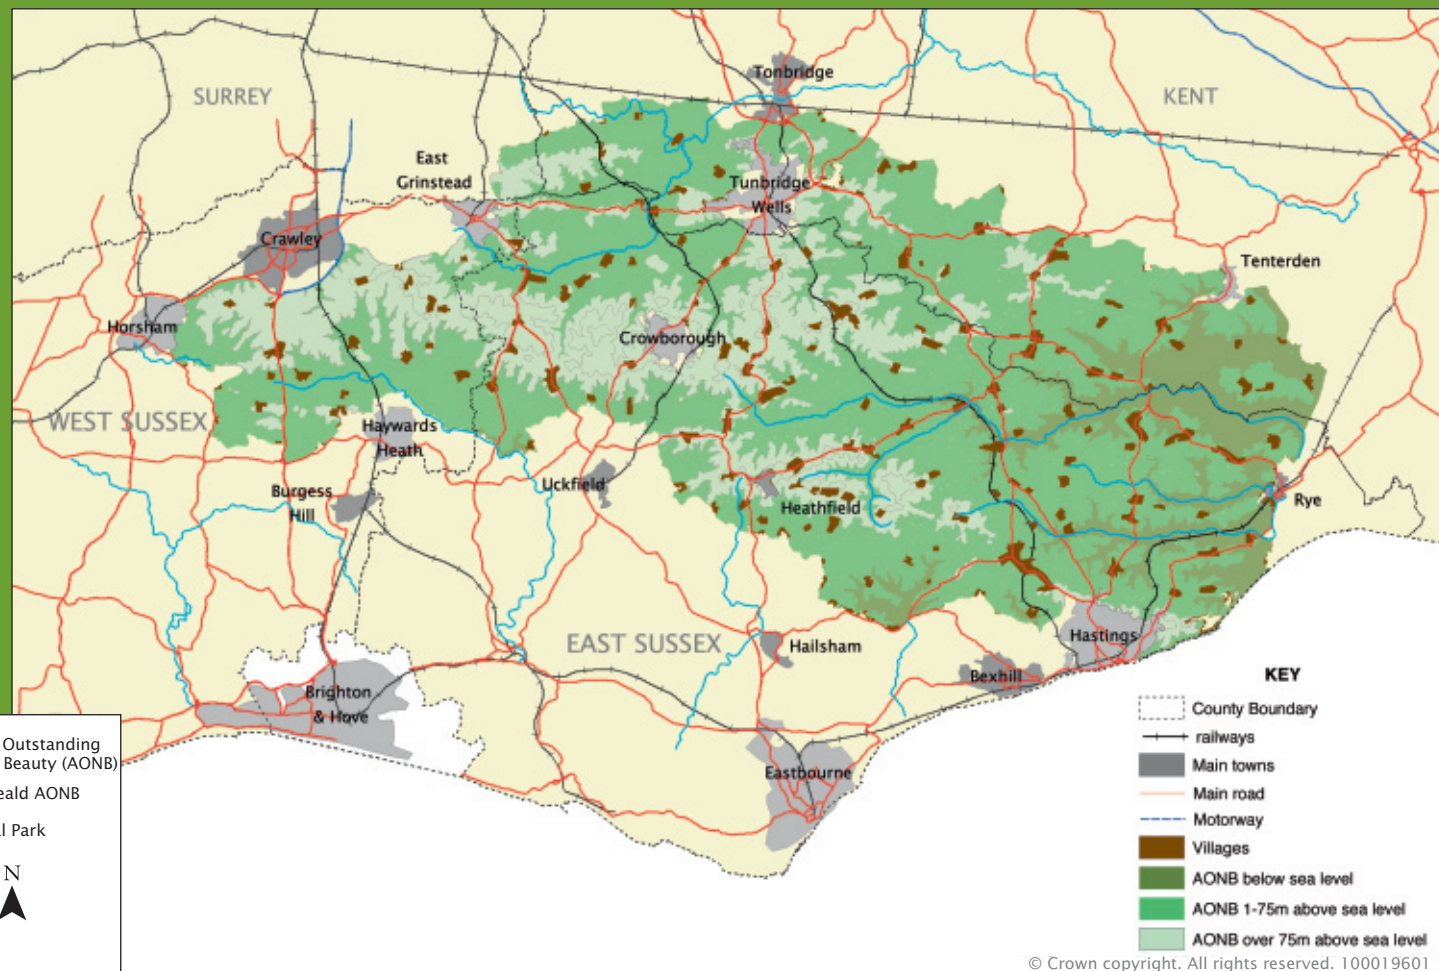 SURREY
KENT
Tonbridge
East
Grinstead
Tunbridge
Wells
Crawley
Tenterden
Horsham
Crowborough
WEST SUSSEX
Haywards
Heath
Uckfield
Burgess
Hill
Heathfield
Rye
EAST SUSSEX
Hailsham
Hastings
Bexhill
Brighton
& Hove
Eastbourne
KEY
County Boundary
railways
Main towns
Main road
Motorway
Villages
AONB below sea level
AONB 1-75m above sea level
AONB over 75m above sea level
Outstanding
Beauty (AONB)
eald AONB
l Park
N
© Crown copyright. All rights reserved. 100019601